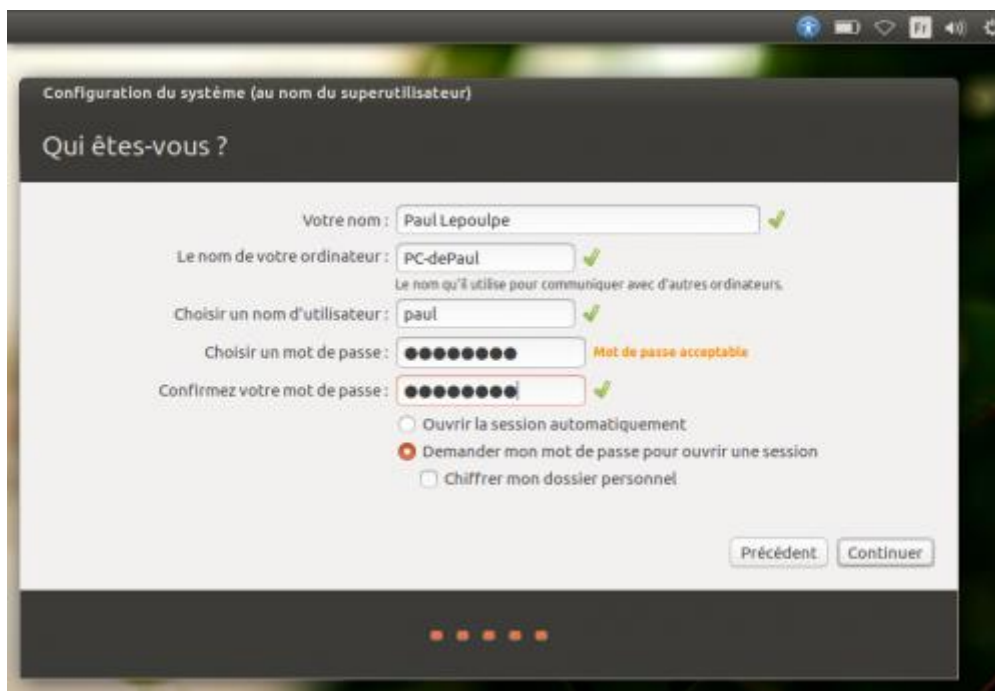 Fr
Configuration du système (au nom du superutilisateur)
Qui êtes-vous ?
Votre nom : Paul Lepoulpe
Le nom de votre ordinateur : PC-dePaul
Le nom qu'il utilise pour communiquer avec d'autres ordinateurs.
Choisir un nom d'utilisateur : paul
Choisir un mot de passe : ●●●●●●●● Mot de passe acceptable
Confirmez votre mot de passe : ●●●●●●●●
Ouvrir la session automatiquement
Demander mon mot de passe pour ouvrir une session
Chiffrer mon dossier personnel
Précédent Continuer